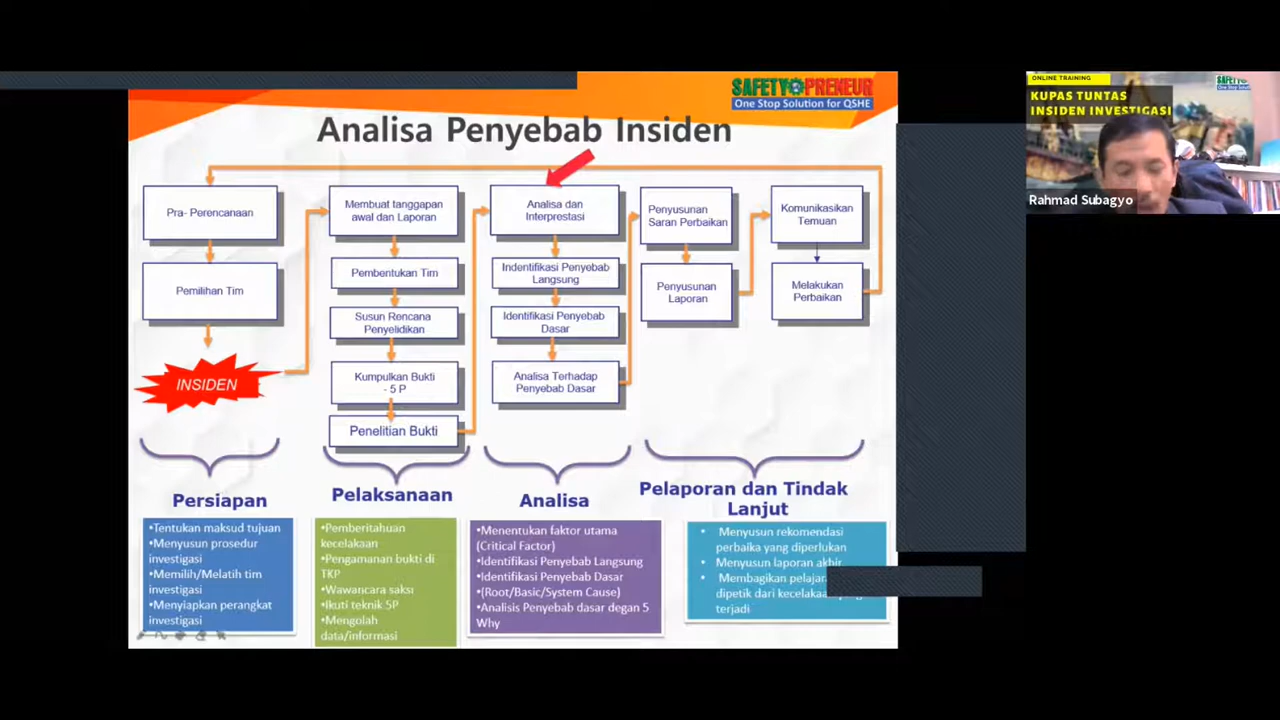 SAFETY PRENEUR
One Stop Solution for QSHE
Analisa Penyebab Insiden
Pra- Perencanaan
Pemilihan Tim
INSIDEN
Membuat tanggapan
awal dan Laporan
Pembentukan Tim
Susun Rencana
Penyelidikan
Kumpulkan Bukti
- 5 P
Penelitian Bukti
Analisa dan
Interprestasi
Indentifikasi Penyebab
Langsung
Identifikasi Penyebab
Dasar
Analisa Terhadap
Penyebab Dasar
Penyusunan
Saran Perbaikan
Penyusunan
Laporan
Komunikasikan
Temuan
Melakukan
Perbaikan
Persiapan
•Tentukan maksud tujuan
•Menyusun prosedur
investigasi
•Memilih/Melatih tim
investigasi
•Menyiapkan perangkat
investigasi
Pelaksanaan
•Pemberitahuan
kecelakaan
•Pengamanan bukti di
TKP
•Wawancara saksi
•Ikuti teknik 5P
•Mengolah
data/informasi
Analisa
•Menentukan faktor utama
(Critical Factor)
•Identifikasi Penyebab Langsung
•Identifikasi Penyebab Dasar
•(Root/Basic/System Cause)
•Analisis Penyebab dasar degan 5
Why
Pelaporan dan Tindak
Lanjut
• Menyusun rekomendasi
perbaika yang diperlukan
• Menyusun laporan akhir
• Membagikan
dipetik dari
terjadi
ONLINE TRAINING
KUPAS TUNTAS
INSIDEN INVESTIGASI
Rahmad Subagyo